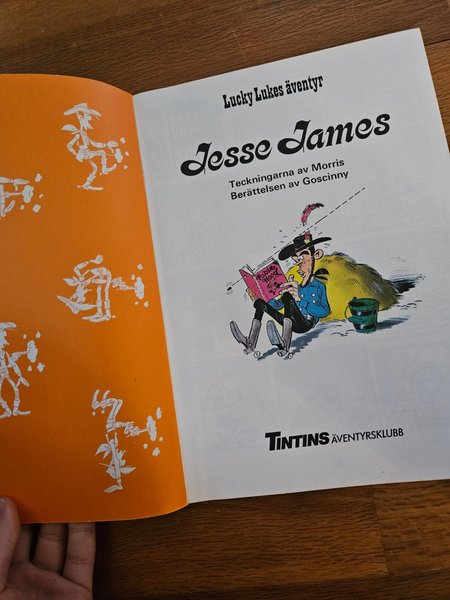 Lucky Lukes äventyr
Jesse James
Teckningarna av Morris
Berättelsen av Goscinny
TINTINS ÄVENTYRSKLUBB